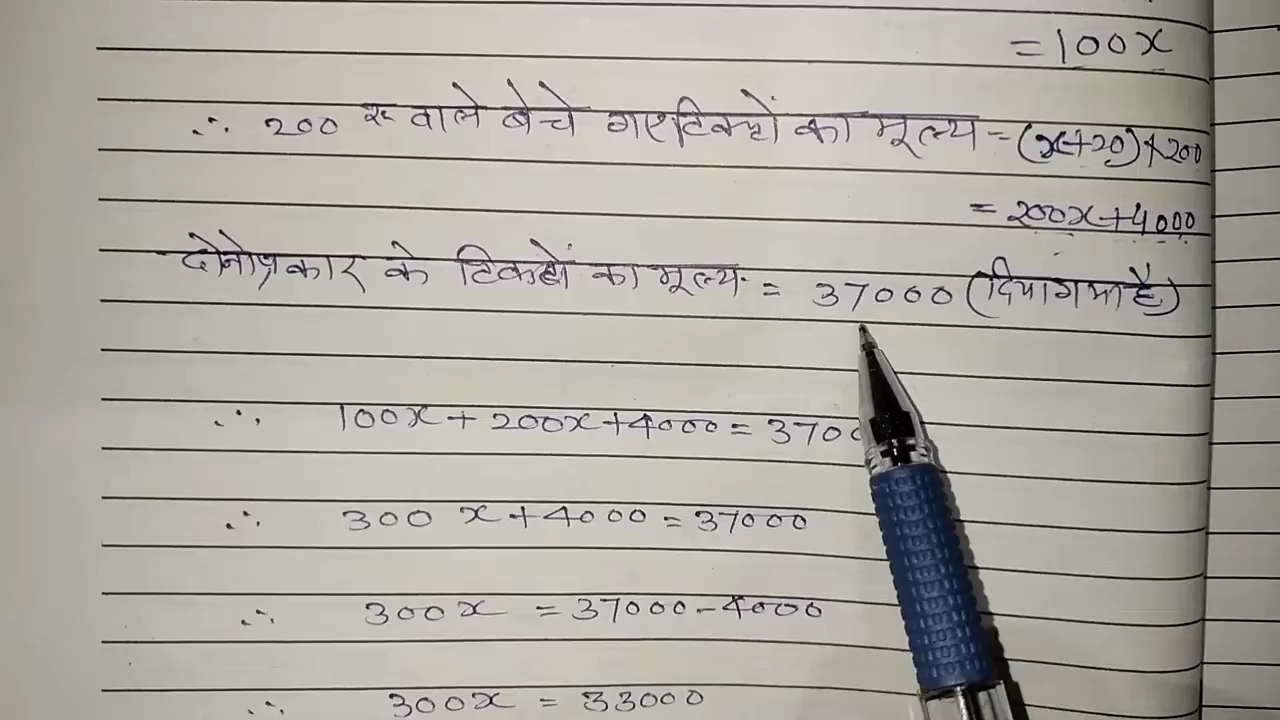 = 100x
∴ 200 रू वाले बेचे गए टिकटों का मूल्य = (x+20) × 200
= 200x + 4000
दोनों प्रकार के टिकटों का मूल्य = 37000 (दिया गया है)
∴ 100x + 200x + 4000 = 3700
∴ 300 x + 4000 = 37000
∴ 300x = 37000 - 4000
∴ 300x = 33000